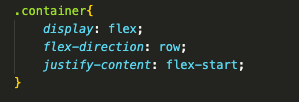 .container{
    display: flex;
    flex-direction: row;
    justify-content: flex-start;
}